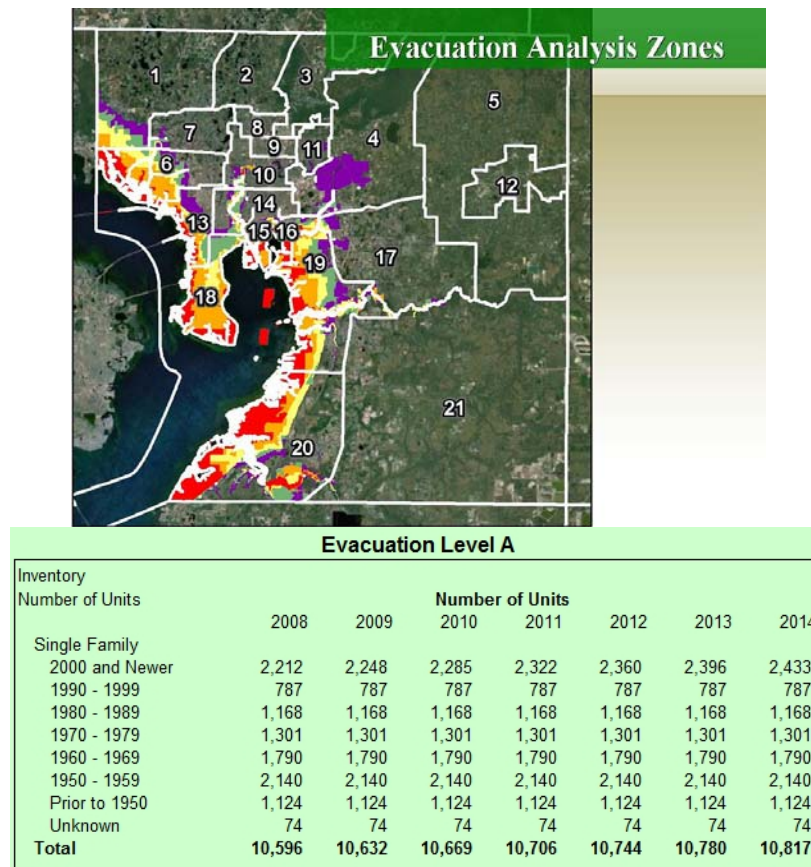 Evacuation Analysis Zones
1
2
3
5
7
8
4
9
11
6
10
12
14
13
15
16
17
19
18
21
20
Evacuation Level A
Inventory
Number of Units Number of Units
2008 2009 2010 2011 2012 2013 2014
Single Family
2000 and Newer 2,212 2,248 2,285 2,322 2,360 2,396 2,433
1990 - 1999 787 787 787 787 787 787 787
1980 - 1989 1,168 1,168 1,168 1,168 1,168 1,168 1,168
1970 - 1979 1,301 1,301 1,301 1,301 1,301 1,301 1,301
1960 - 1969 1,790 1,790 1,790 1,790 1,790 1,790 1,790
1950 - 1959 2,140 2,140 2,140 2,140 2,140 2,140 2,140
Prior to 1950 1,124 1,124 1,124 1,124 1,124 1,124 1,124
Unknown 74 74 74 74 74 74 74
Total 10,596 10,632 10,669 10,706 10,744 10,780 10,817